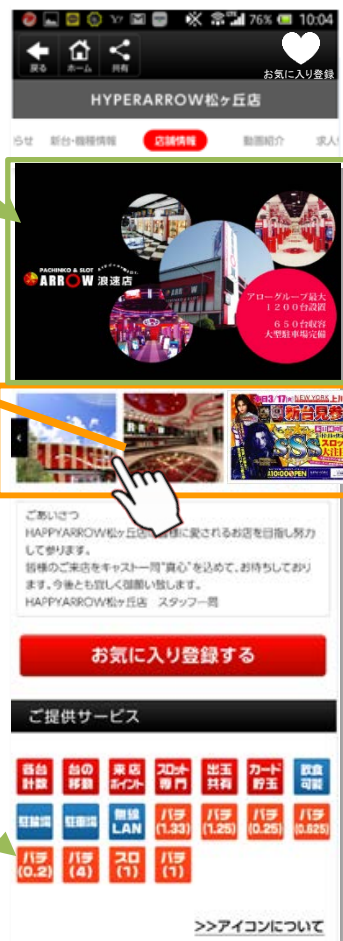 76% 10:04
戻る ホーム 共有 お気に入り登録
HYPERARROW松ヶ丘店
らせ 新台・機種情報 店舗情報 動画紹介 求人
PACHINKO & SLOT
ARROW 浪速店
アローグループ最大
1200台設置
650台収容
大型駐車場完備
NEW YORK
新台見参
ごあいさつ
HAPPYARROW松ヶ丘店 様に愛されるお店を目指し努力
して参ります。
皆様のご来店をキャスト一同"真心"を込めて、お待ちしており
ます。今後とも宜しく御願い致します。
HAPPYARROW松ヶ丘店 スタッフ一同
お気に入り登録する
ご提供サービス
各台計数 台の移動 来店ポイント スロット専門 出玉共有 カード貯玉 飲食可能
駐輪場 駐車場 無線LAN パチ(1.33) パチ(1.25) パチ(0.25) パチ(0.625)
パチ(0.2) パチ(4) スロ(1) パチ(1)
>>アイコンについて